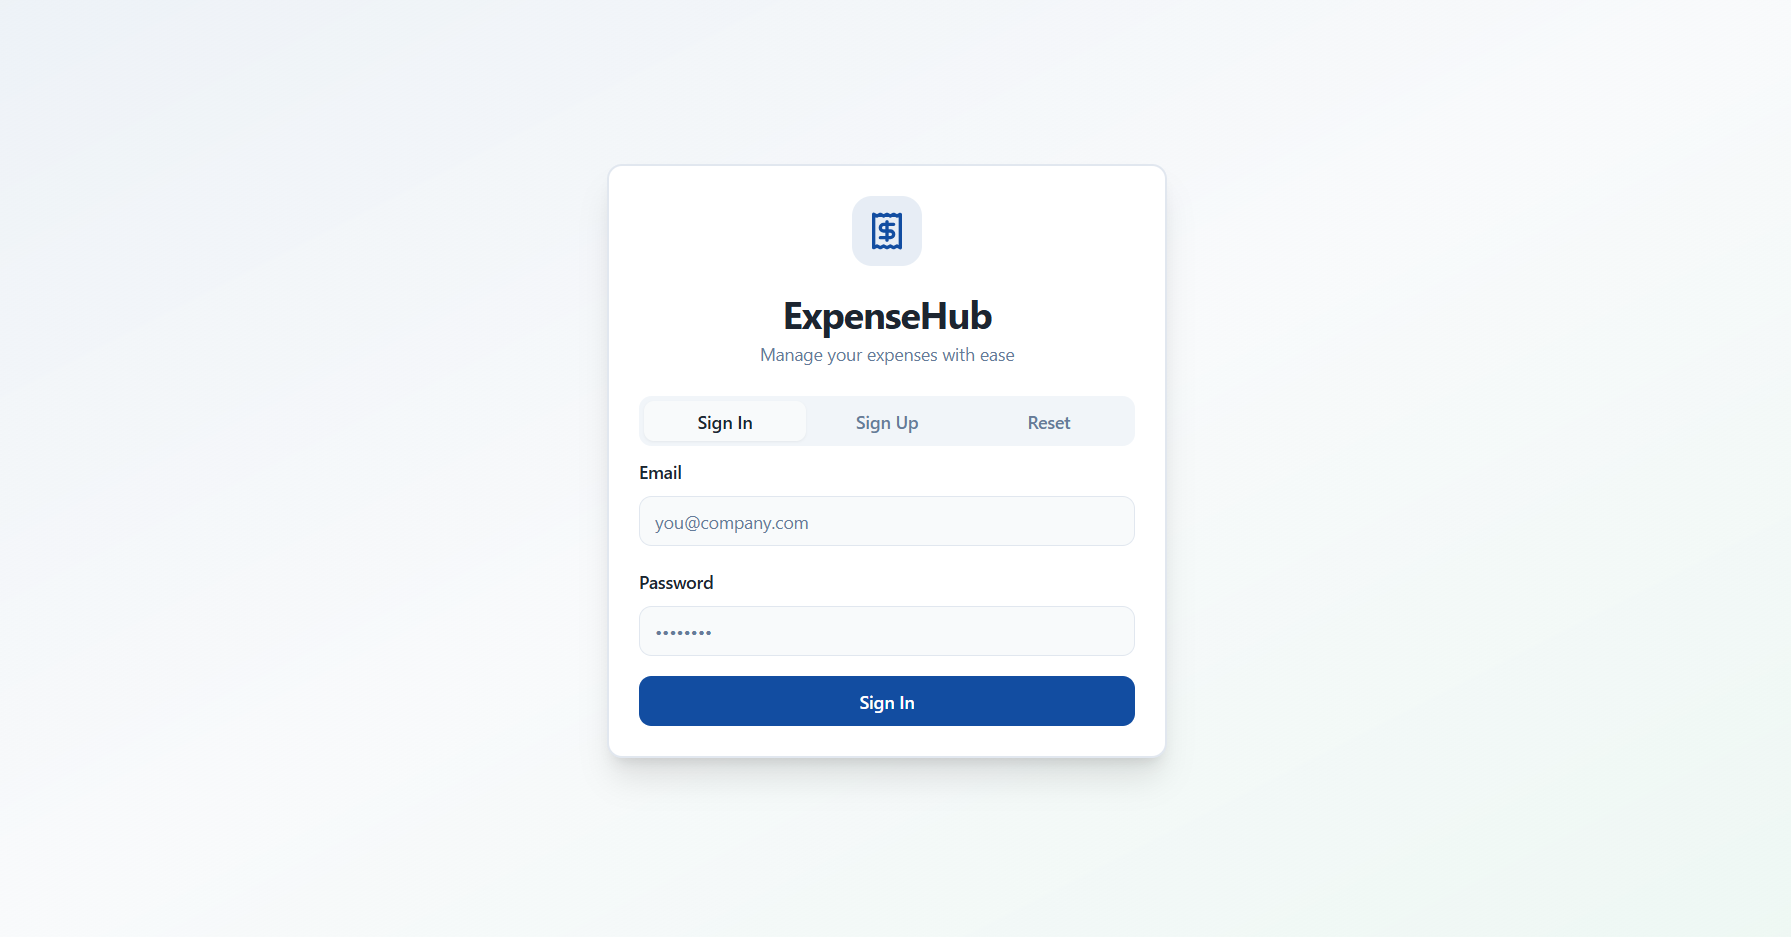 ExpenseHub
Manage your expenses with ease
Sign In Sign Up Reset
Email
you@company.com
Password
••••••••
Sign In